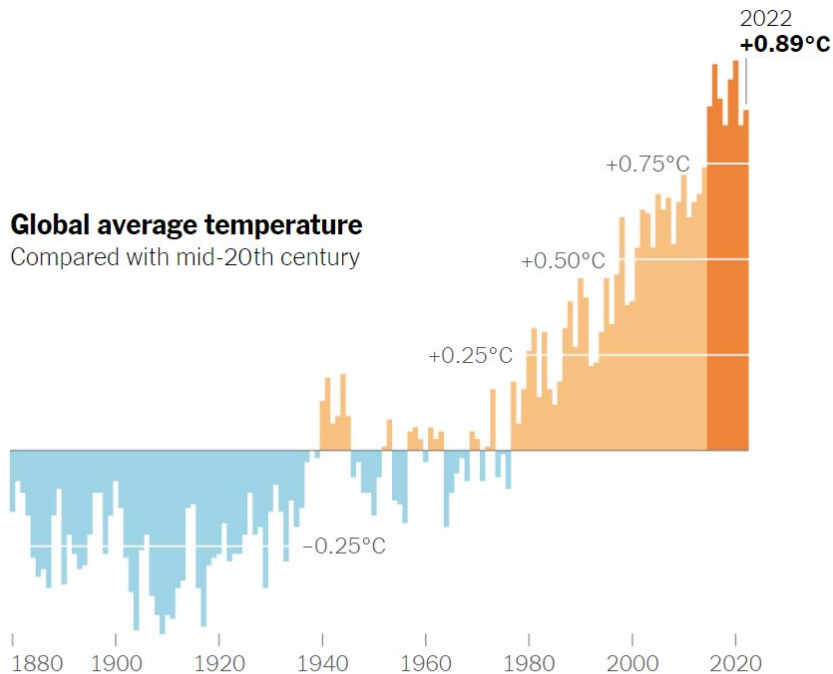 2022
+0.89°C
+0.75°C
Global average temperature
Compared with mid-20th century
+0.50°C
+0.25°C
−0.25°C
1880 1900 1920 1940 1960 1980 2000 2020